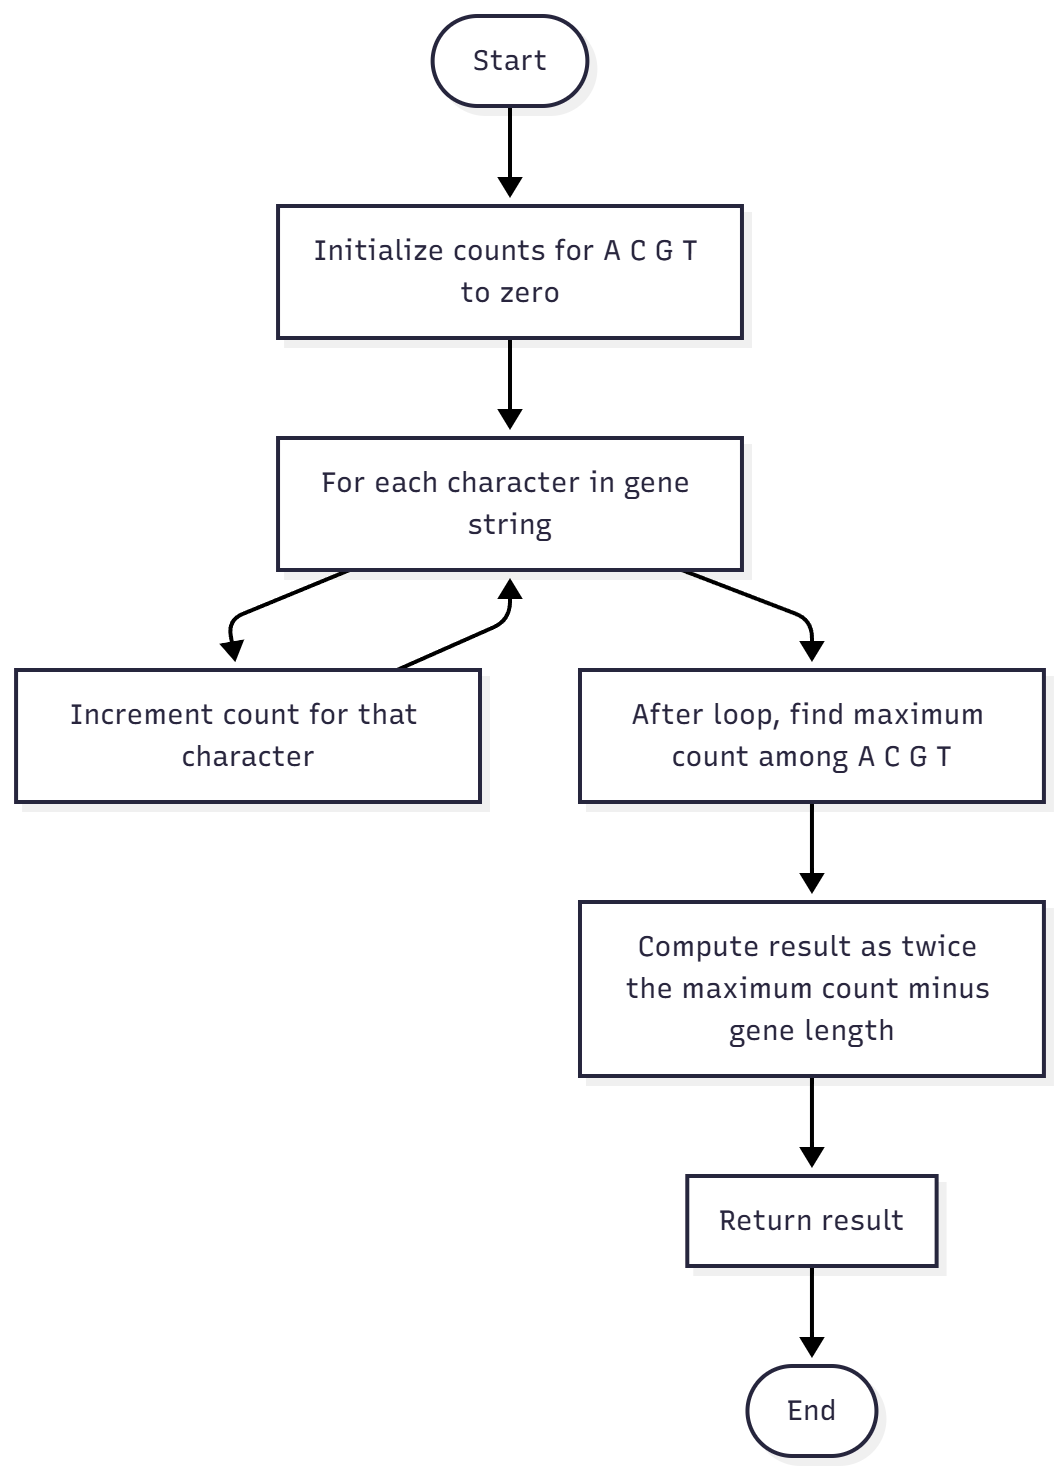 Start
Initialize counts for A C G T
to zero
For each character in gene
string
Increment count for that
character
After loop, find maximum
count among A C G T
Compute result as twice
the maximum count minus
gene length
Return result
End